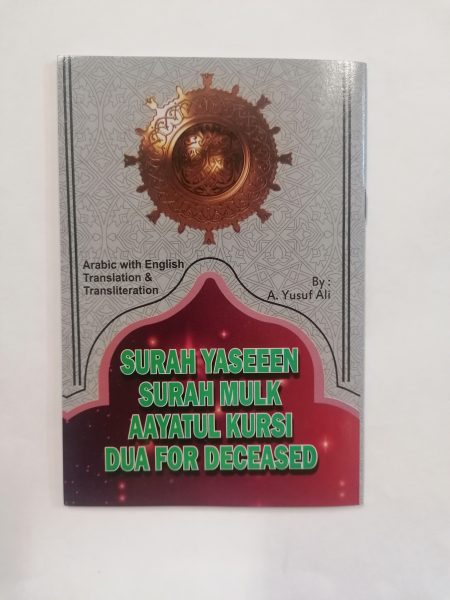 Arabic with English
Translation &
Transliteration
By :
A. Yusuf Ali
SURAH YASEEEN
SURAH MULK
AAYATUL KURSI
DUA FOR DECEASED